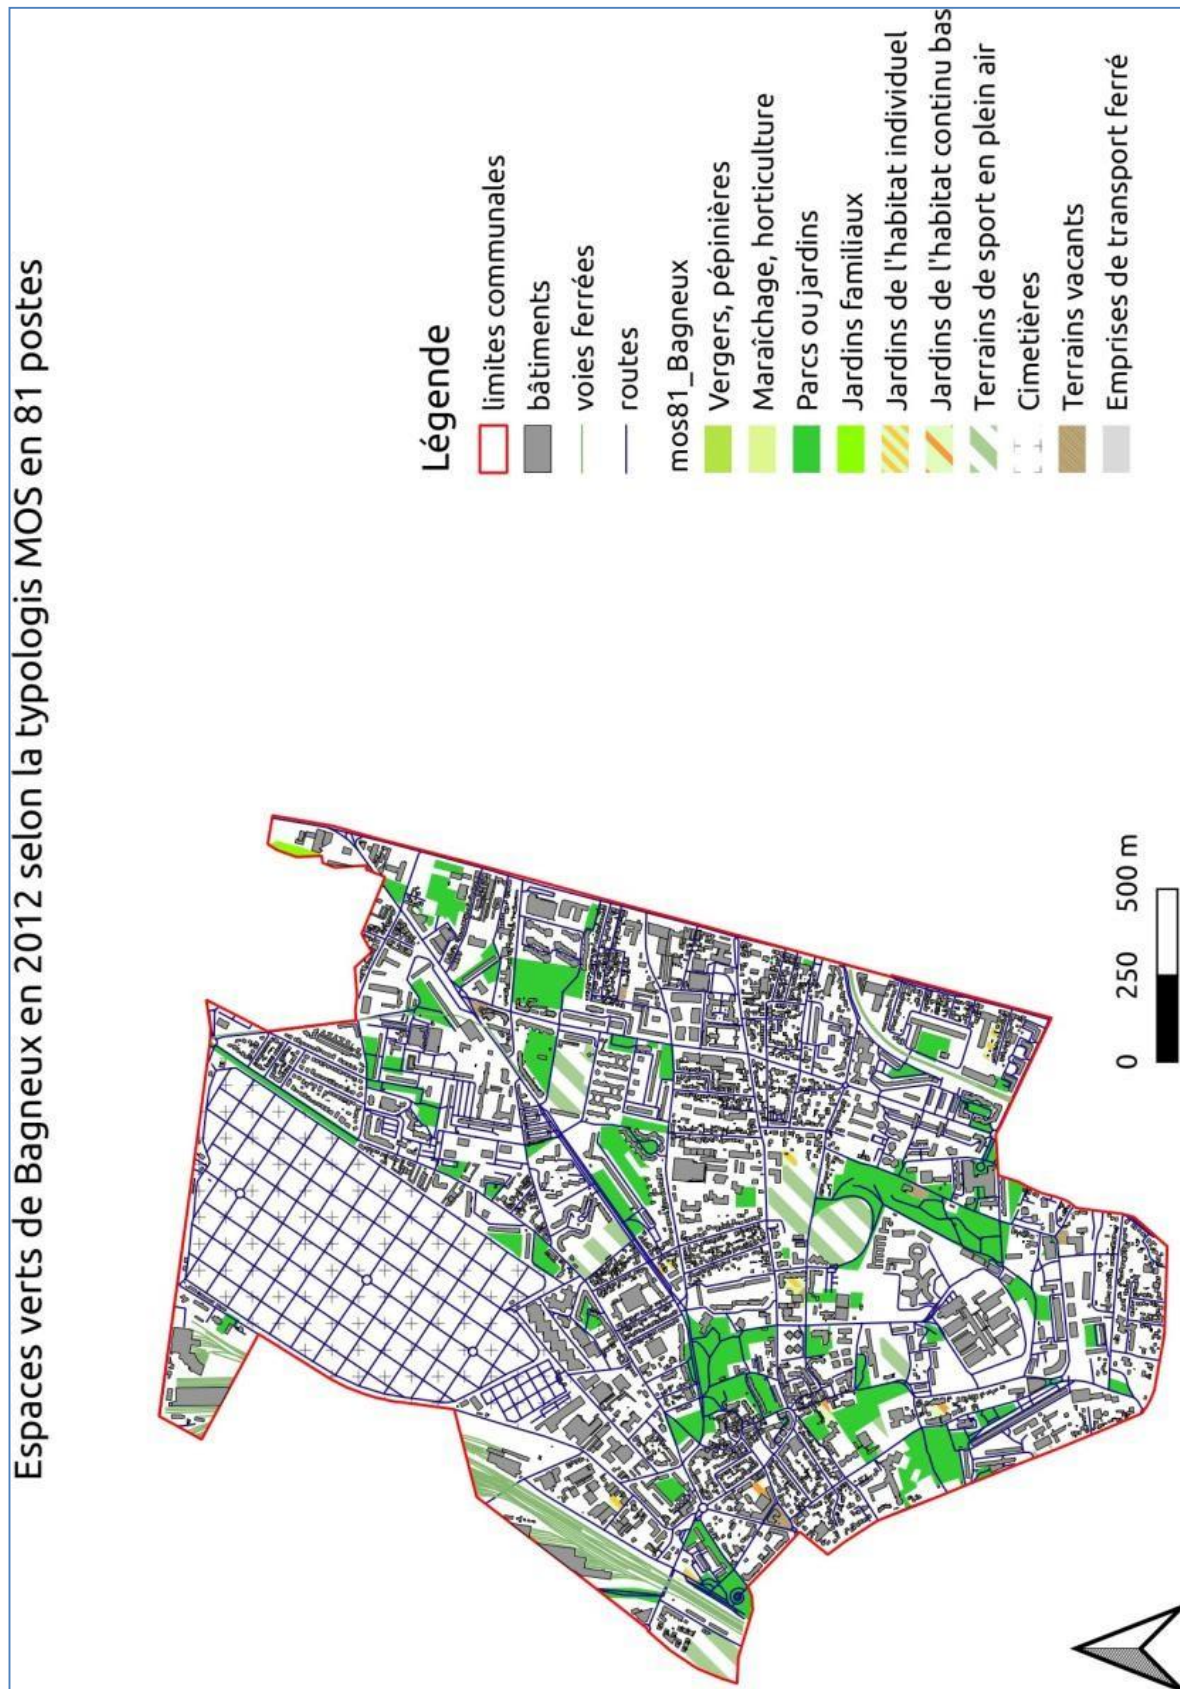 Espaces verts de Bagneux en 2012 selon la typologis MOS en 81 postes
Légende
limites communales
bâtiments
voies ferrées
routes
mos81_Bagneux
Vergers, pépinières
Maraîchage, horticulture
Parcs ou jardins
Jardins familiaux
Jardins de l'habitat individuel
Jardins de l'habitat continu bas
Terrains de sport en plein air
Cimetières
Terrains vacants
Emprises de transport ferré
0 250 500 m